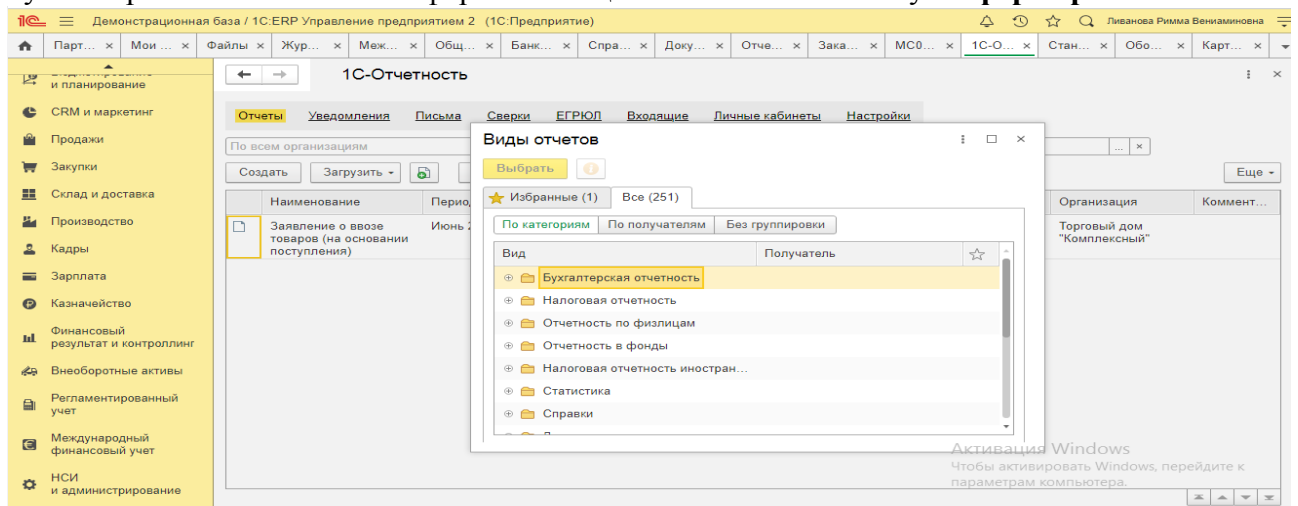 Демонстрационная база / 1С:ERP Управление предприятием 2 (1С:Предприятие)
Ливанова Римма Вениаминовна
Парт... Мои ... Файлы Жур... Меж... Общ... Банк... Спра... Доку... Отче... Зака... МС0... 1С-О... Стан... Обо... Карт...
и планирование
CRM и маркетинг
Продажи
Закупки
Склад и доставка
Производство
Кадры
Зарплата
Казначейство
Финансовый
результат и контроллинг
Внеоборотные активы
Регламентированный
учет
Международный
финансовый учет
НСИ
и администрирование
1С-Отчетность
Отчеты Уведомления Письма Сверки ЕГРЮЛ Входящие Личные кабинеты Настройки
По всем организациям
Создать Загрузить
Еще
Наименование Период
Организация Коммент...
Заявление о ввозе
товаров (на основании
поступления)
Июнь
Торговый дом
"Комплексный"
Виды отчетов
Выбрать
Избранные (1) Все (251)
По категориям По получателям Без группировки
Вид Получатель
Бухгалтерская отчетность
Налоговая отчетность
Отчетность по физлицам
Отчетность в фонды
Налоговая отчетность иностран...
Статистика
Справки
Активация Windows
Чтобы активировать Windows, перейдите к
параметрам компьютера.